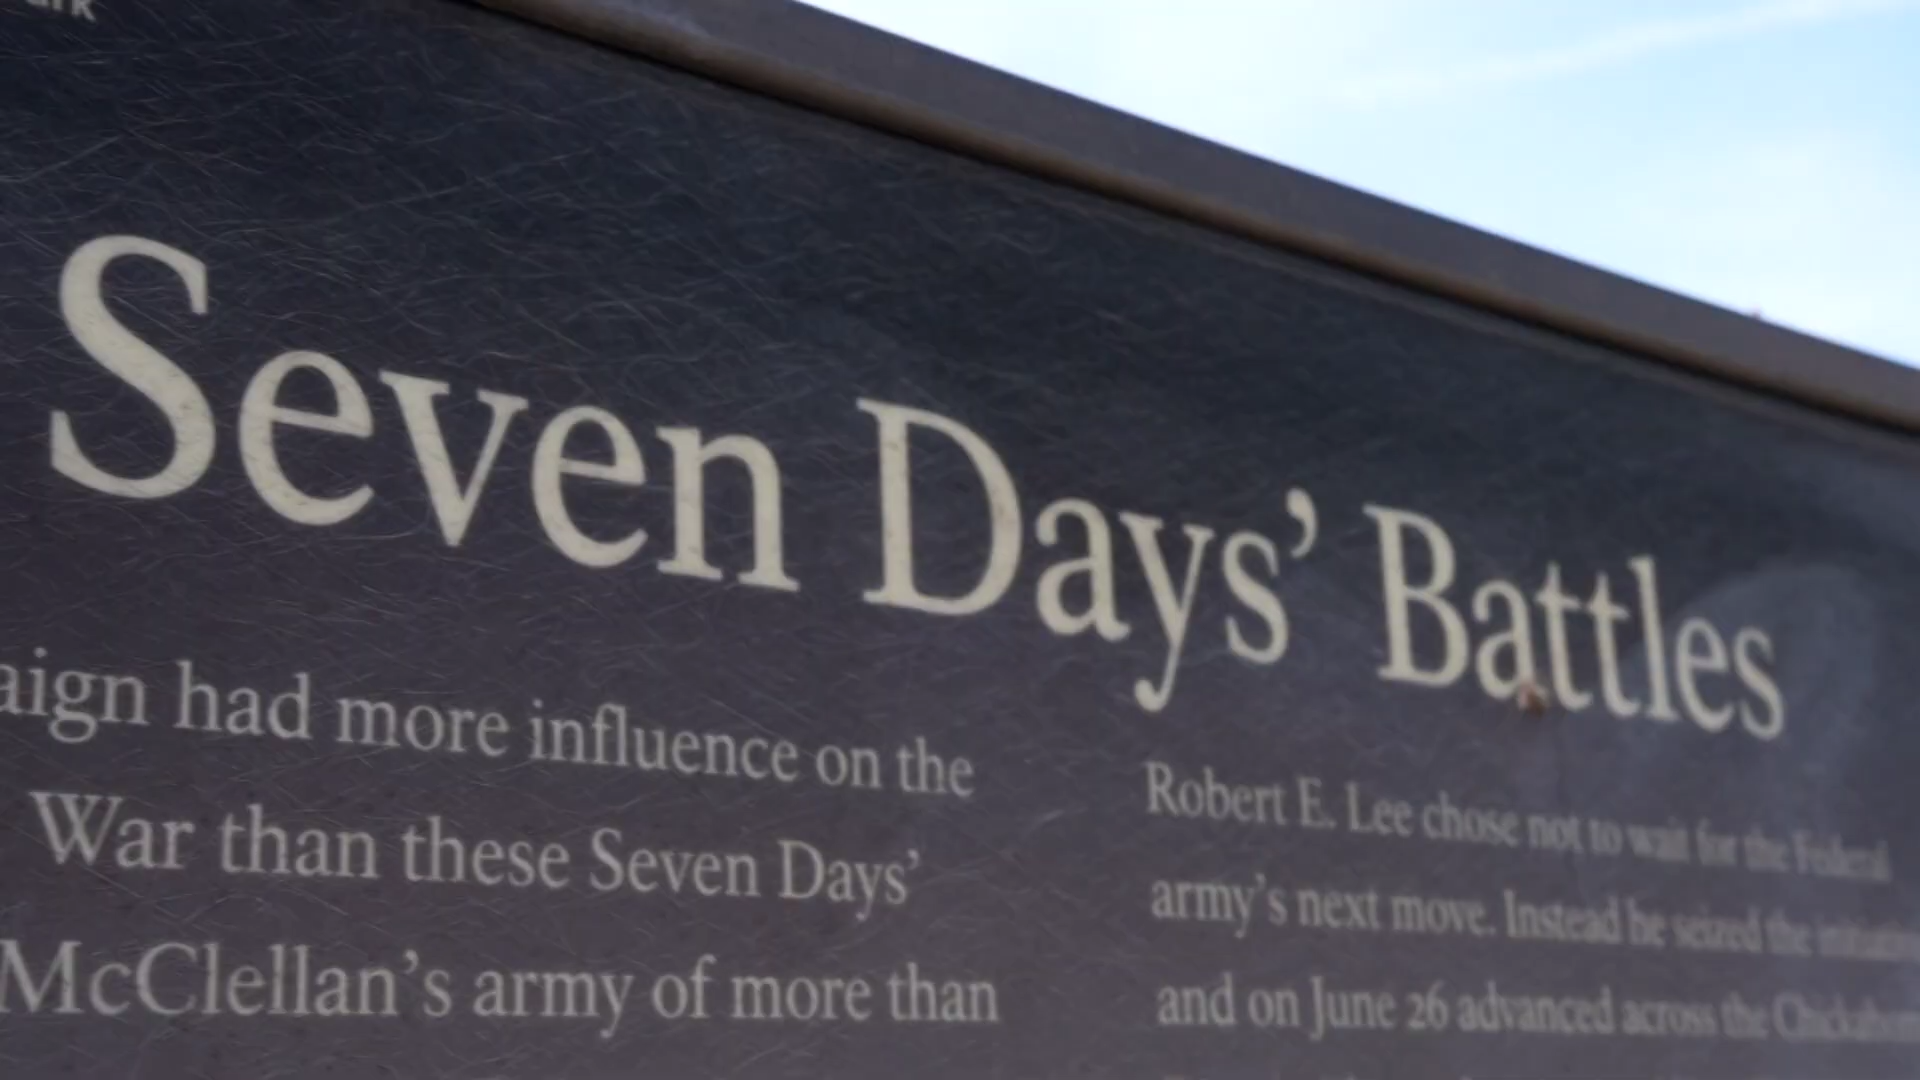 Seven Days’ Battles
had more influence on the
War than these Seven Days’
McClellan’s army of more than
Robert E. Lee chose not to wait for the Federal
army’s next move. Instead he seized the
and on June 26 advanced across the